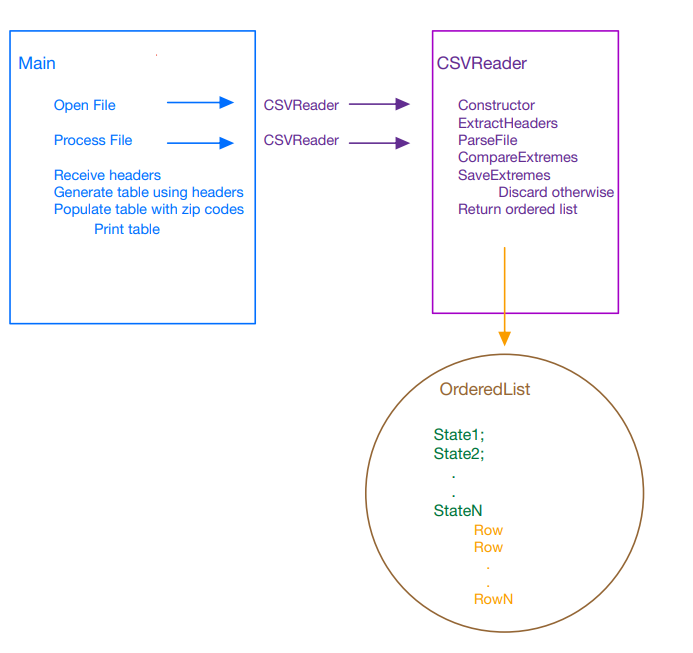 Main
Open File
Process File
Receive headers
Generate table using headers
Populate table with zip codes
Print table
CSVReader
CSVReader
CSVReader
Constructor
ExtractHeaders
ParseFile
CompareExtremes
SaveExtremes
Discard otherwise
Return ordered list
OrderedList
State1;
State2;
.
.
StateN
Row
Row
.
.
RowN